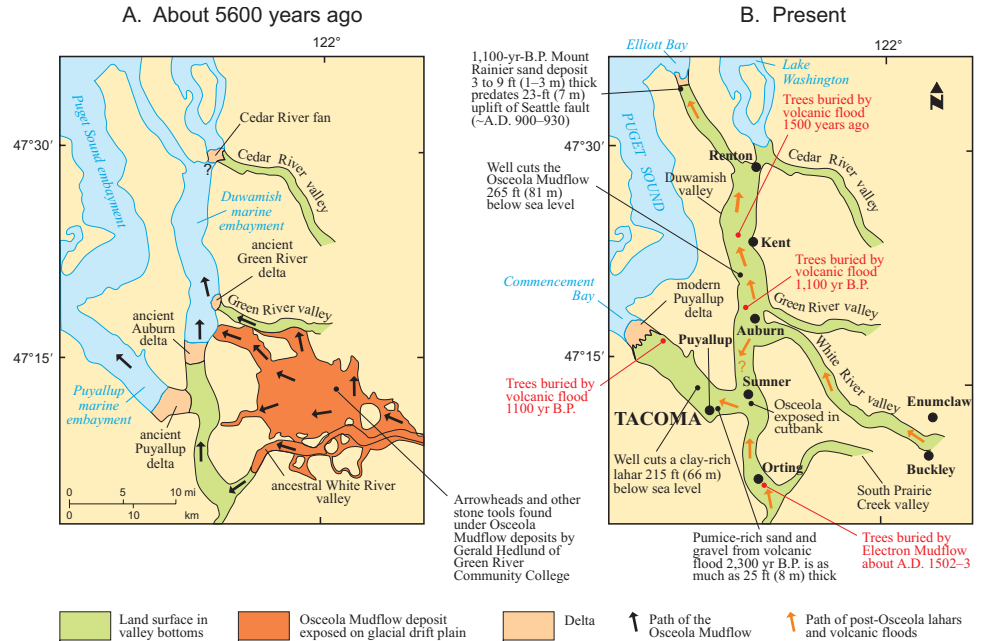 A. About 5600 years ago
122°
47°30'
47°15'
Puget Sound embayment
Cedar River fan
?
Cedar River
valley
Duwamish
marine
embayment
ancient
Green River
delta
Green River valley
ancient
Auburn
delta
Puyallup
marine
embayment
ancient
Puyallup
delta
ancestral White River
valley
0 5 10 mi
0 10
km
Arrowheads and other
stone tools found
under Osceola
Mudflow deposits by
Gerald Hedlund of
Green River
Community College
B. Present
122°
N
47°30'
47°15'
Elliott Bay
Lake
Washington
1,100-yr-B.P. Mount
Rainier sand deposit
3 to 9 ft (1–3 m) thick
predates 23-ft (7 m)
uplift of Seattle fault
(~A.D. 900–930)
Trees buried by
volcanic flood
1500 years ago
PUGET SOUND
Renton
Cedar River
valley
Duwamish
valley
Well cuts the
Osceola Mudflow
265 ft (81 m)
below sea level
Kent
Trees buried by
volcanic flood
1,100 yr B.P.
Commencement
Bay
modern
Puyallup
delta
Green River valley
Auburn
Puyallup
?
White River
valley
Trees buried by
volcanic flood
1100 yr B.P.
Sumner
Enumclaw
TACOMA
Osceola
exposed in
cutbank
Buckley
Well cuts a clay-rich
lahar 215 ft (66 m)
below sea level
Orting
South Prairie
Creek valley
Pumice-rich sand and
gravel from volcanic
flood 2,300 yr B.P. is as
much as 25 ft (8 m) thick
Trees buried by
Electron Mudflow
about A.D. 1502–3
Land surface in
valley bottoms
Osceola Mudflow deposit
exposed on glacial drift plain
Delta
Path of the
Osceola Mudflow
Path of post-Osceola lahars
and volcanic floods